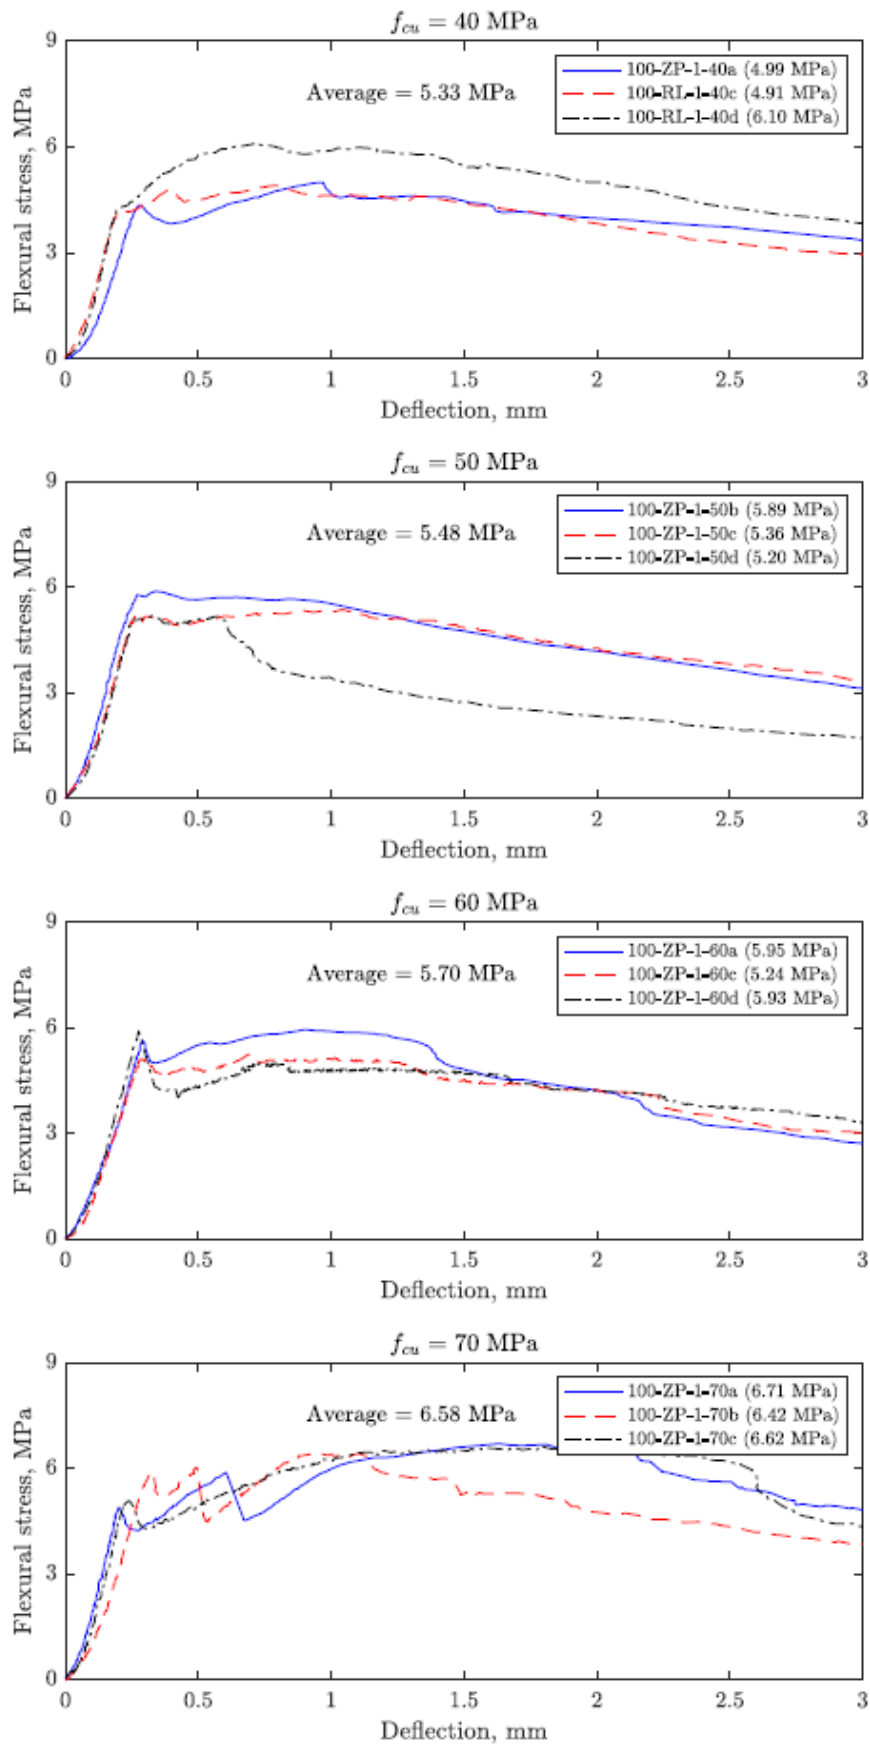 f_cu = 40 MPa
9
6
3
0
Flexural stress, MPa
Average = 5.33 MPa
100-ZP-1-40a (4.99 MPa)
100-RL-1-40c (4.91 MPa)
100-RL-1-40d (6.10 MPa)
0 0.5 1 1.5 2 2.5 3
Deflection, mm
f_cu = 50 MPa
9
6
3
0
Flexural stress, MPa
Average = 5.48 MPa
100-ZP-1-50b (5.89 MPa)
100-ZP-1-50c (5.36 MPa)
100-ZP-1-50d (5.20 MPa)
0 0.5 1 1.5 2 2.5 3
Deflection, mm
f_cu = 60 MPa
9
6
3
0
Flexural stress, MPa
Average = 5.70 MPa
100-ZP-1-60a (5.95 MPa)
100-ZP-1-60c (5.24 MPa)
100-ZP-1-60d (5.93 MPa)
0 0.5 1 1.5 2 2.5 3
Deflection, mm
f_cu = 70 MPa
9
6
3
0
Flexural stress, MPa
Average = 6.58 MPa
100-ZP-1-70a (6.71 MPa)
100-ZP-1-70b (6.42 MPa)
100-ZP-1-70c (6.62 MPa)
0 0.5 1 1.5 2 2.5 3
Deflection, mm